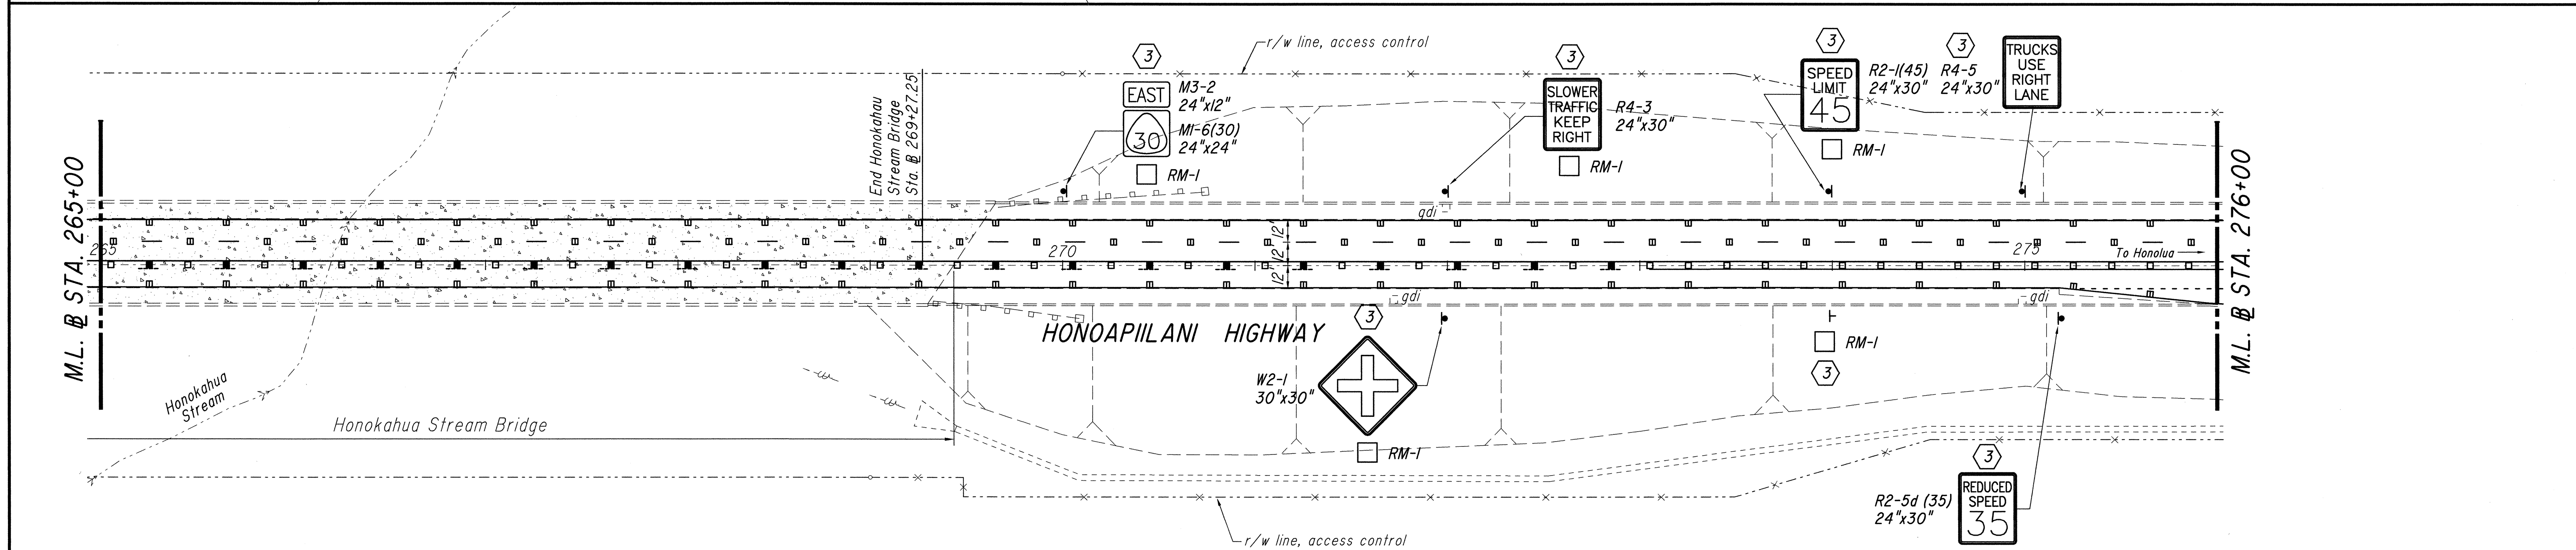 r/w line, access control
3
EAST
30
M3-2
24"x12"
M1-6(30)
24"x24"
RM-1
3
SLOWER
TRAFFIC
KEEP
RIGHT
R4-3
24"x30"
RM-1
3
SPEED
LIMIT
45
R2-1(45)
24"x30"
RM-1
3
R4-5
24"x30"
TRUCKS
USE
RIGHT
LANE
M.L. ℄ STA. 265+00
End Honokahau
Stream Bridge
Sta. ℄ 269+27.25
265
270
275
12'
12'
12'
gdi
To Honolua
M.L. ℄ STA. 276+00
gdi
gdi
HONOAPIILANI HIGHWAY
3
W2-1
30"x30"
RM-1
RM-1
3
Honokahua
Stream
Honokahua Stream Bridge
3
REDUCED
SPEED
35
R2-5d (35)
24"x30"
r/w line, access control